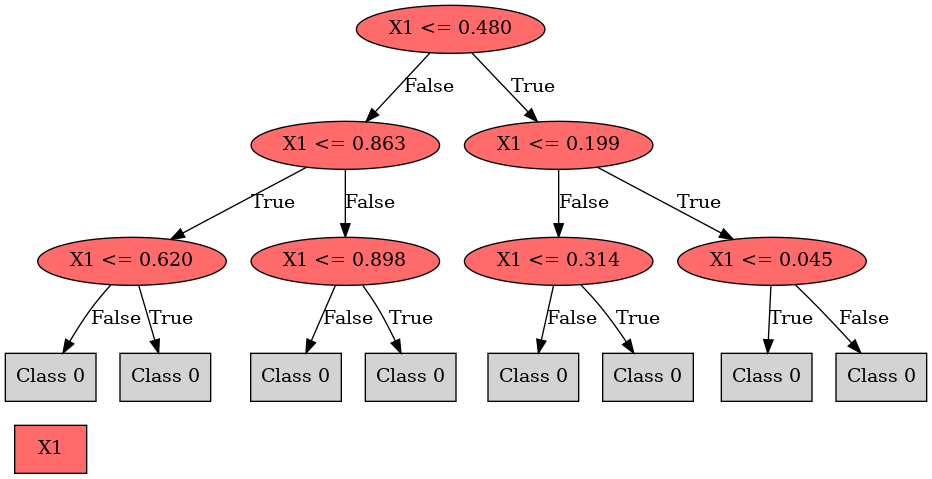 X1 <= 0.480
False
True
X1 <= 0.863
X1 <= 0.199
True
False
False
True
X1 <= 0.620
X1 <= 0.898
X1 <= 0.314
X1 <= 0.045
False
True
False
True
False
True
True
False
Class 0
Class 0
Class 0
Class 0
Class 0
Class 0
Class 0
Class 0
X1